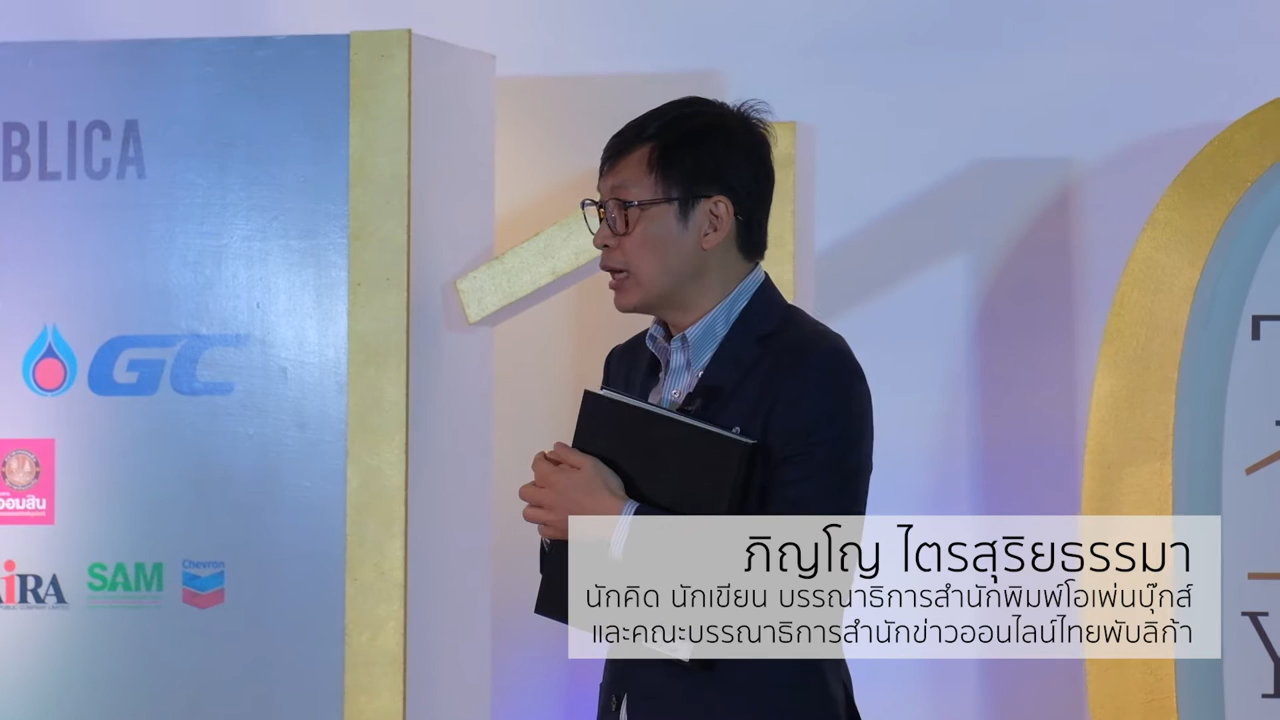 BLICA
GC
ออมสิน
AiRA
SAM
Chevron
ภิญโญ ไตรสุริยธรรมา
นักคิด นักเขียน บรรณาธิการสำนักพิมพ์โอเพ่นบุ๊กส์
และคณะบรรณาธิการสำนักข่าวออนไลน์ไทยพับลิก้า